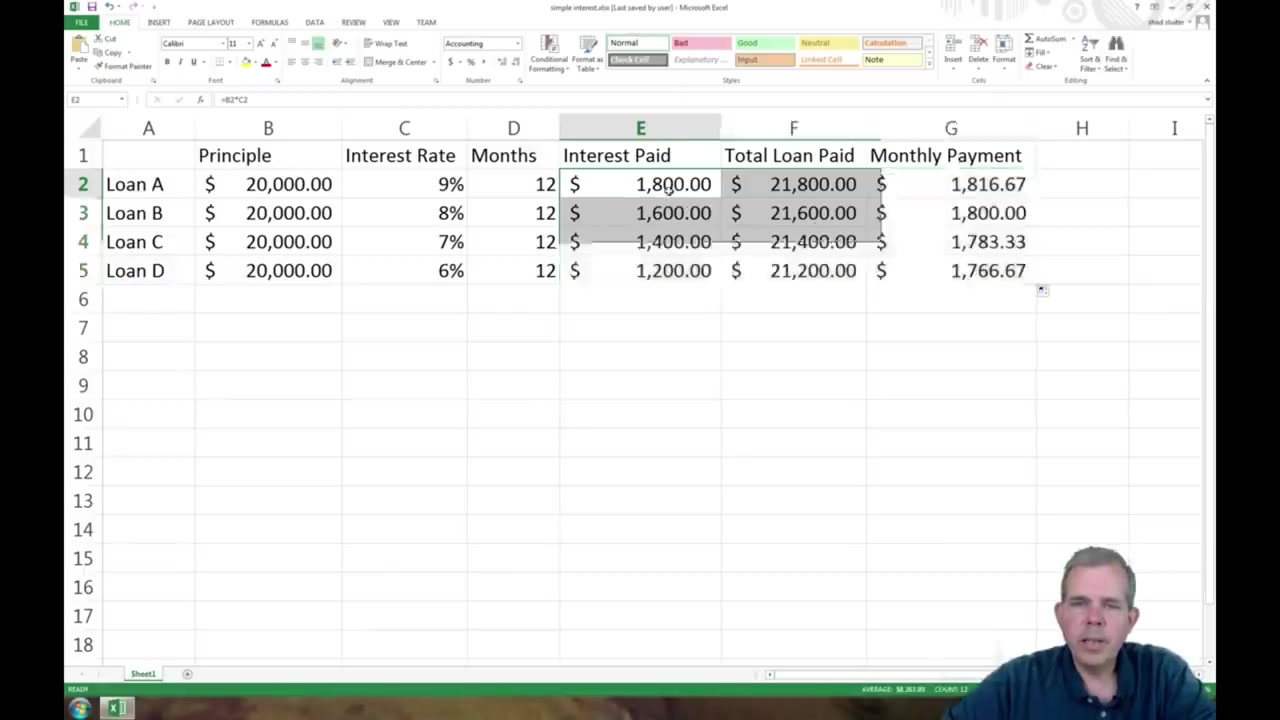 simple interest.xlsx [Last saved by user] - Microsoft Excel
FILE HOME INSERT PAGE LAYOUT FORMULAS DATA REVIEW VIEW TEAM
shad sluiter
Paste Cut Copy Format Painter
Calibri 11
B I U
Wrap Text
Merge & Center
Accounting
$ % ,
Conditional Formatting Format as Table
Normal Bad Good Neutral Calculation
Check Cell Explanatory ... Input Linked Cell Note
Insert Delete Format
AutoSum Fill Clear
Sort & Filter Find & Select
Clipboard Font Alignment Number Styles Cells Editing
E2 fx =B2*C2
A B C D E F G H I
1 Principle Interest Rate Months Interest Paid Total Loan Paid Monthly Payment
2 Loan A $ 20,000.00 9% 12 $ 1,800.00 $ 21,800.00 $ 1,816.67
3 Loan B $ 20,000.00 8% 12 $ 1,600.00 $ 21,600.00 $ 1,800.00
4 Loan C $ 20,000.00 7% 12 $ 1,400.00 $ 21,400.00 $ 1,783.33
5 Loan D $ 20,000.00 6% 12 $ 1,200.00 $ 21,200.00 $ 1,766.67
6
7
8
9
10
11
12
13
14
15
16
17
18
Sheet1
READY COUNT: 12